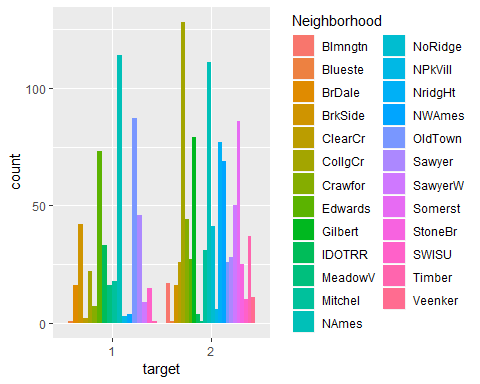 Neighborhood
Blmngtn
Blueste
BrDale
BrkSide
ClearCr
CollgCr
Crawfor
Edwards
Gilbert
IDOTRR
MeadowV
Mitchel
NAmes
NoRidge
NPkVill
NridgHt
NWAmes
OldTown
Sawyer
SawyerW
Somerst
StoneBr
SWISU
Timber
Veenker
count
100
50
0
1
2
target